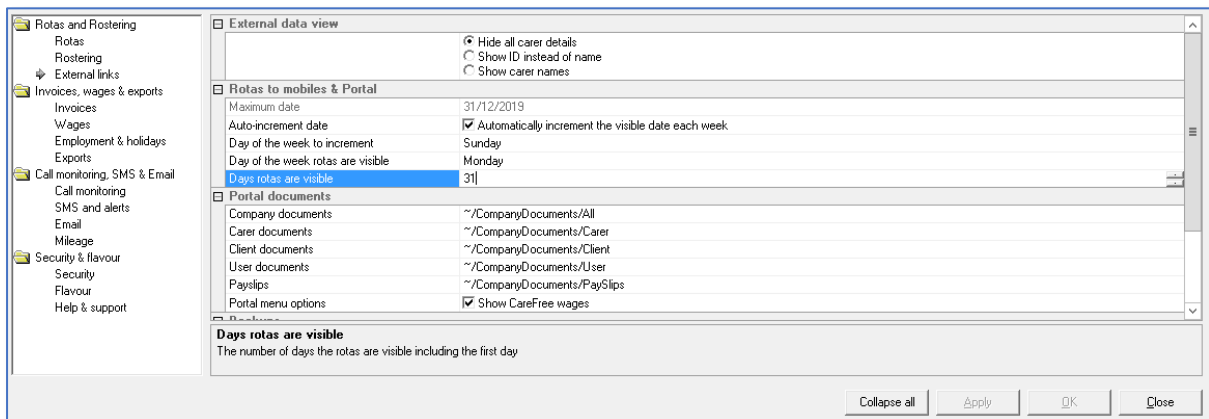 Rotas and Rostering
Rotas
Rostering
External links
Invoices, wages & exports
Invoices
Wages
Employment & holidays
Exports
Call monitoring, SMS & Email
Call monitoring
SMS and alerts
Email
Mileage
Security & flavour
Security
Flavour
Help & support
External data view
Hide all carer details
Show ID instead of name
Show carer names
Rotas to mobiles & Portal
Maximum date 31/12/2019
Auto-increment date Automatically increment the visible date each week
Day of the week to increment Sunday
Day of the week rotas are visible Monday
Days rotas are visible 31
Portal documents
Company documents ~/CompanyDocuments/All
Carer documents ~/CompanyDocuments/Carer
Client documents ~/CompanyDocuments/Client
User documents ~/CompanyDocuments/User
Payslips ~/CompanyDocuments/PaySlips
Portal menu options Show CareFree wages
Days rotas are visible
The number of days the rotas are visible including the first day
Collapse all Apply OK Close